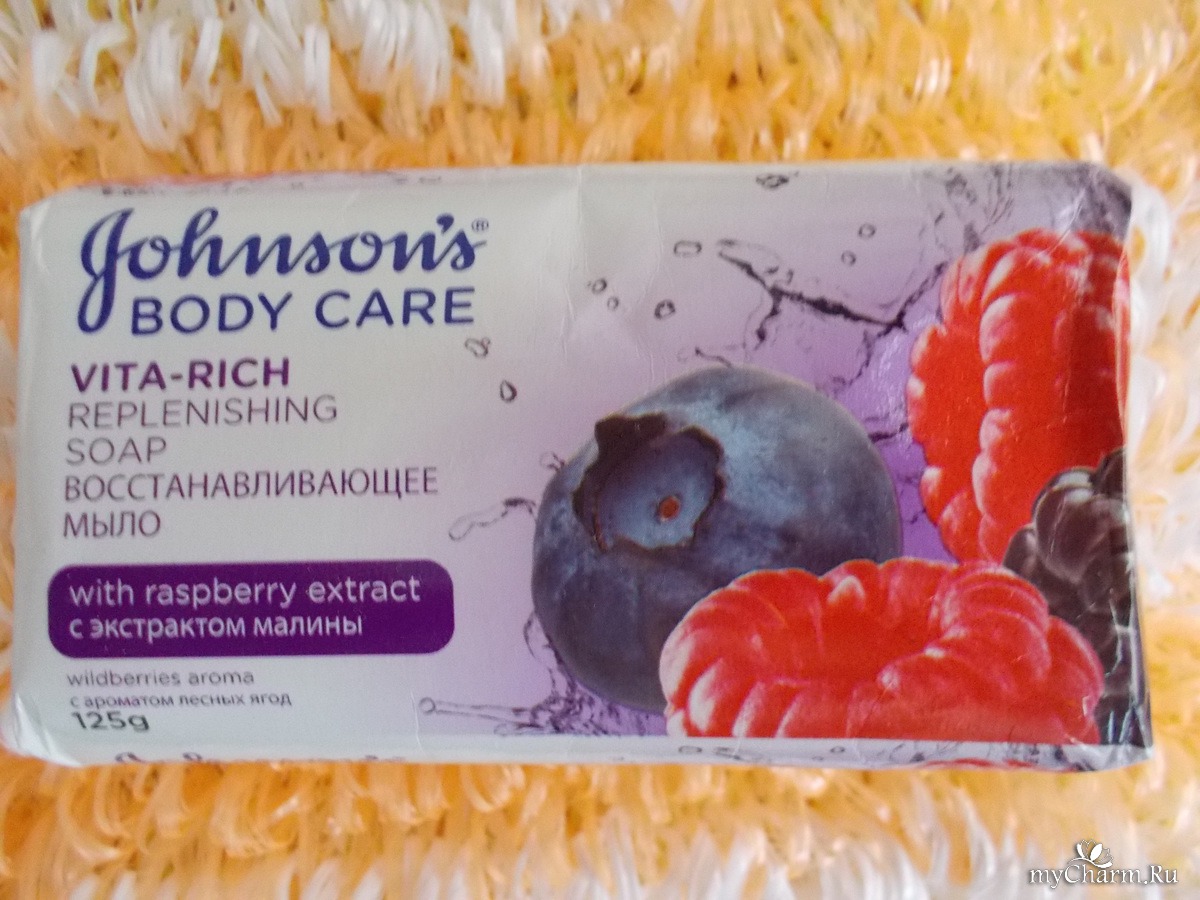 Johnson's®
BODY CARE
VITA-RICH
REPLENISHING
SOAP
ВОССТАНАВЛИВАЮЩЕЕ
МЫЛО
with raspberry extract
с экстрактом малины
wildberries aroma
с ароматом лесных ягод
125g
myCharm.Ru